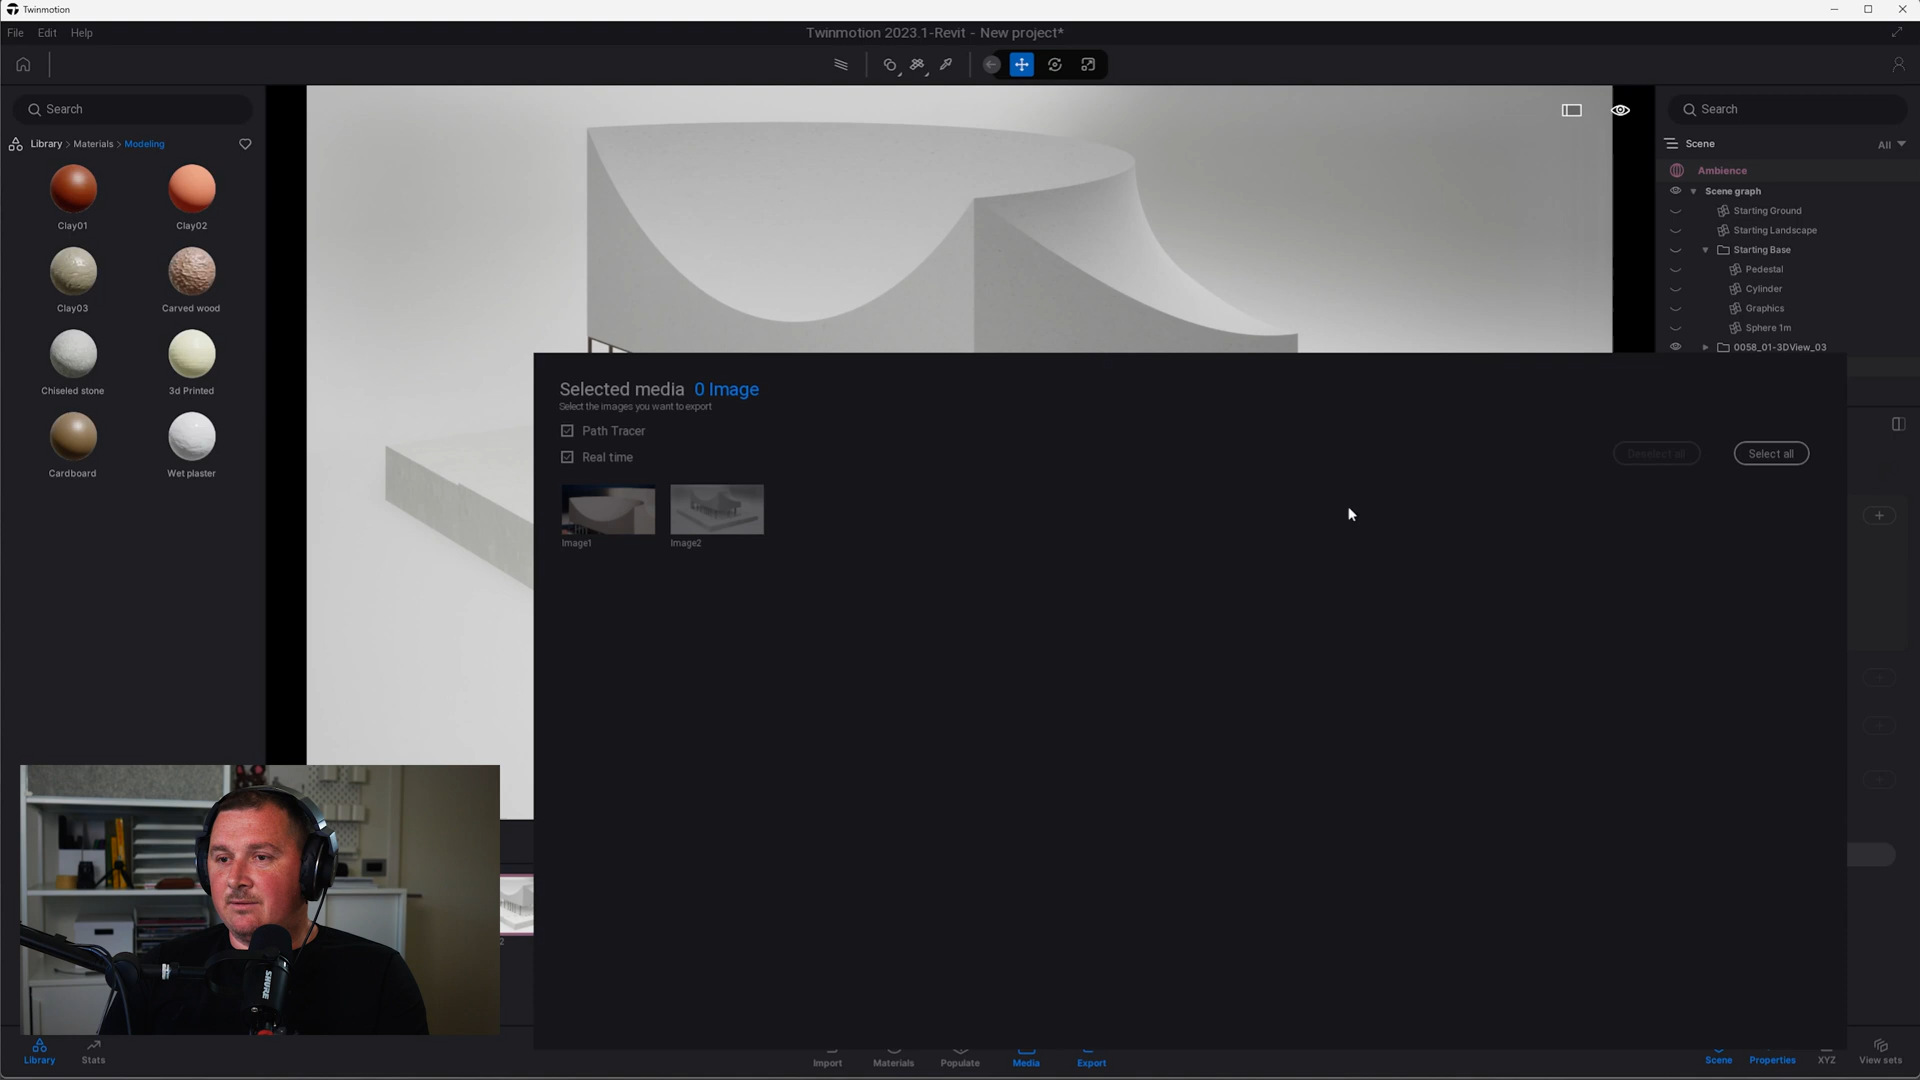 Twinmotion
File Edit Help
Twinmotion 2023.1-Revit - New project*
Search
Library > Materials > Modeling
Clay01
Clay02
Clay03
Carved wood
Chiseled stone
3d Printed
Cardboard
Wet plaster
Search
Scene
All
Ambience
Scene graph
Starting Ground
Starting Landscape
Starting Base
Pedestal
Cylinder
Graphics
Sphere 1m
0058_01-3DView_03
Selected media 0 Image
Select the images you want to export
Path Tracer
Real time
Deselect all
Select all
Image1
Image2
2
SHURE
Library
Stats
Import
Materials
Populate
Media
Export
Scene
Properties
XYZ
View sets